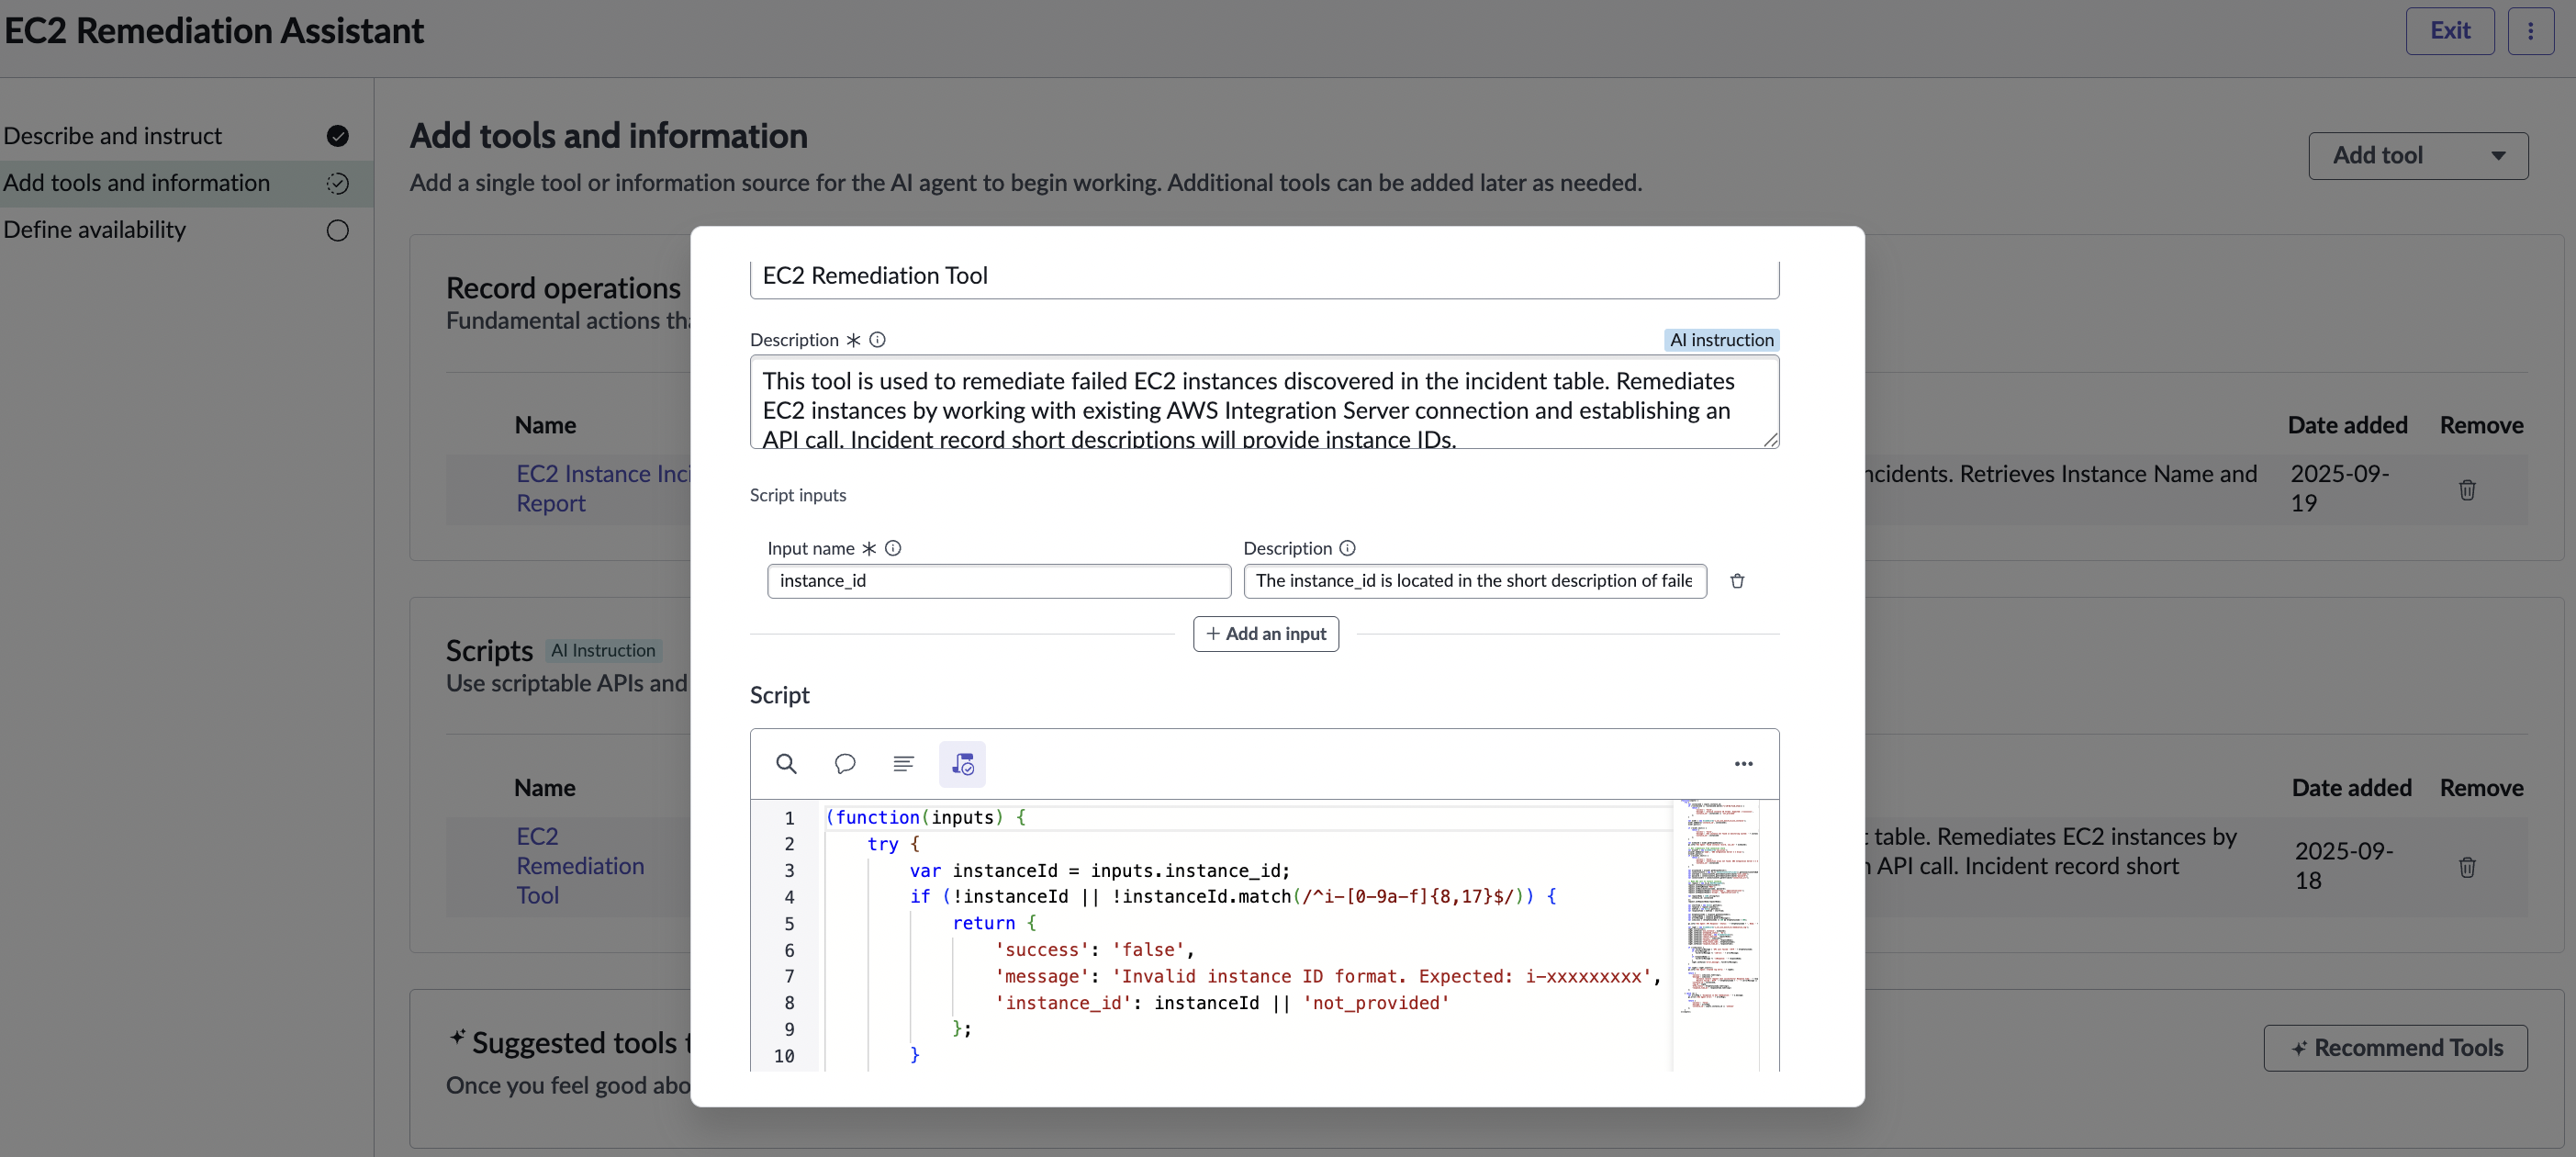 EC2 Remediation Assistant
Exit
Describe and instruct
Add tools and information
Define availability
Add tools and information
Add a single tool or information source for the AI agent to begin working. Additional tools can be added later as needed.
Add tool
Record operations
Fundamental actions tha
Name
Date added
Remove
EC2 Instance Inci
Report
ncidents. Retrieves Instance Name and
2025-09-
19
Scripts AI Instruction
Use scriptable APIs and
Name
Date added
Remove
EC2
Remediation
Tool
t table. Remediates EC2 instances by
API call. Incident record short
2025-09-
18
Suggested tools t
Once you feel good abo
Recommend Tools
EC2 Remediation Tool
Description * AI instruction
This tool is used to remediate failed EC2 instances discovered in the incident table. Remediates
EC2 instances by working with existing AWS Integration Server connection and establishing an
API call. Incident record short descriptions will provide instance IDs.
Script inputs
Input name * Description
instance_id The instance_id is located in the short description of faile
+ Add an input
Script
1 (function(inputs) {
2 try {
3 var instanceId = inputs.instance_id;
4 if (!instanceId || !instanceId.match(/^i-[0-9a-f]{8,17}$/)) {
5 return {
6 'success': 'false',
7 'message': 'Invalid instance ID format. Expected: i-xxxxxxxxx',
8 'instance_id': instanceId || 'not_provided'
9 };
10 }